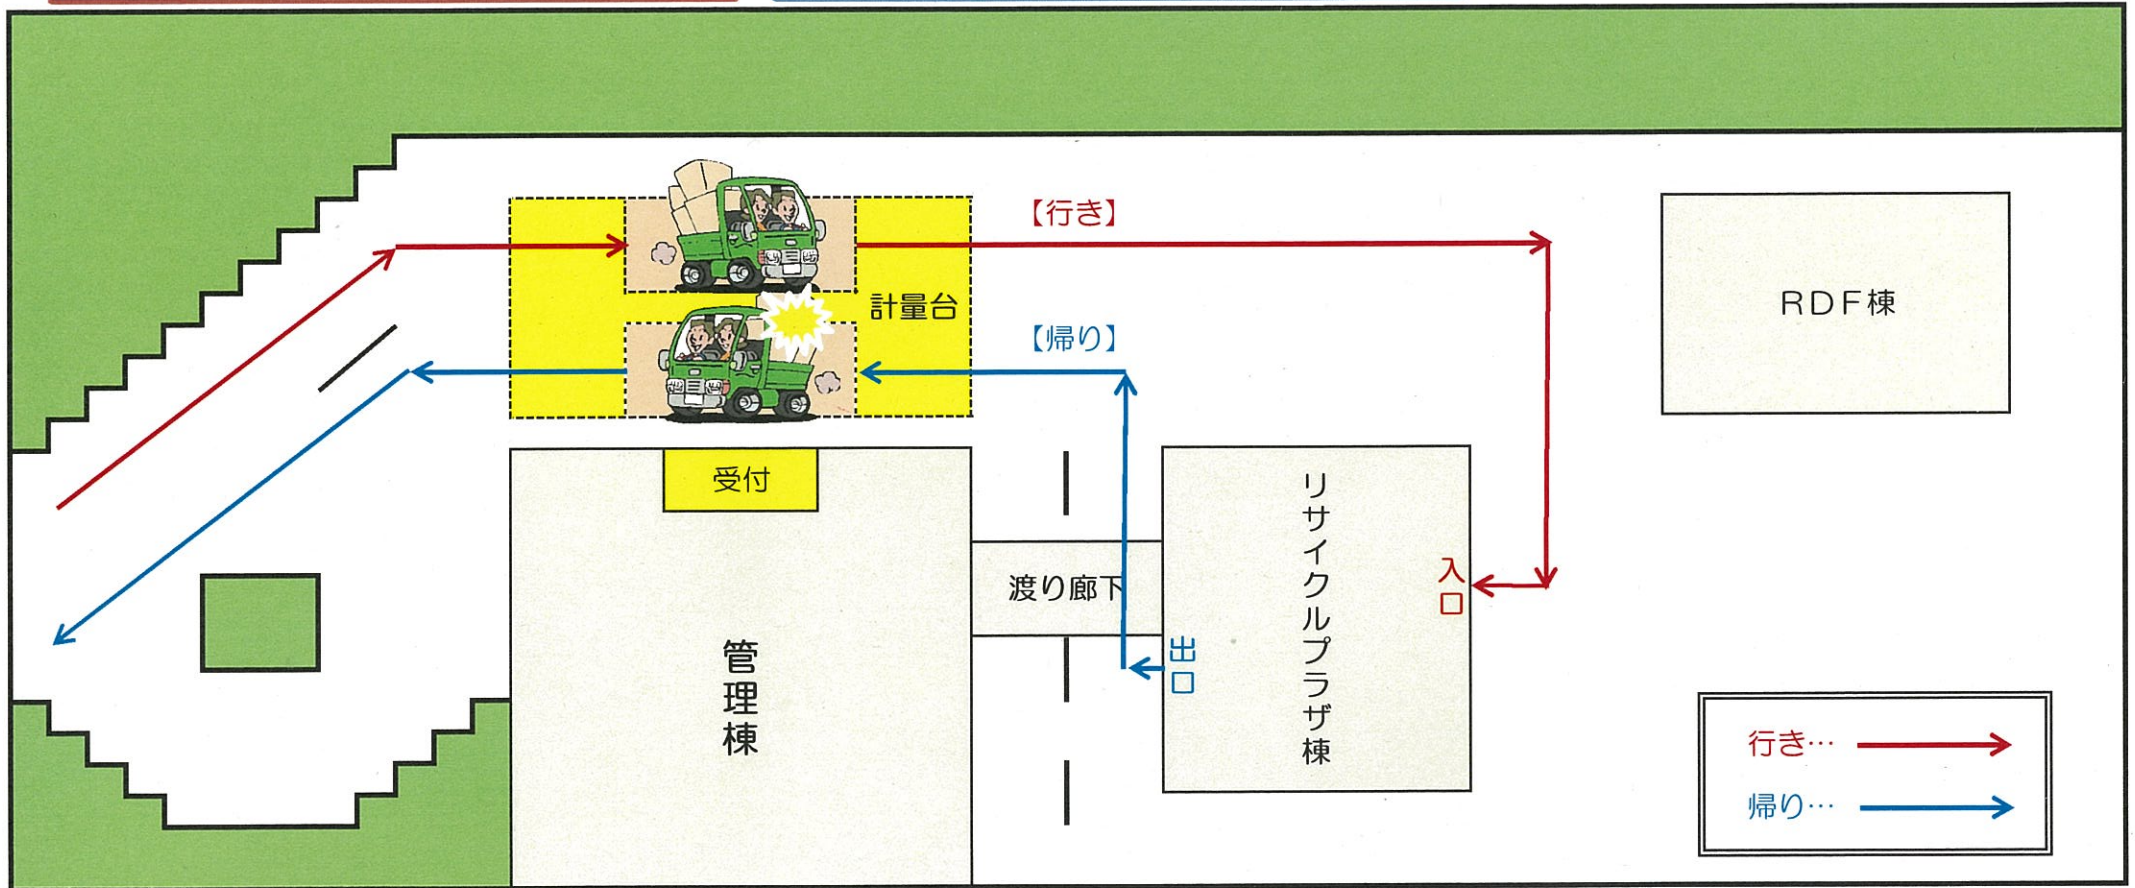 【行き】
計量台
【帰り】
RDF棟
受付
渡り廊下
管理棟
リサイクルプラザ棟
入口
出口
行き…
帰り…